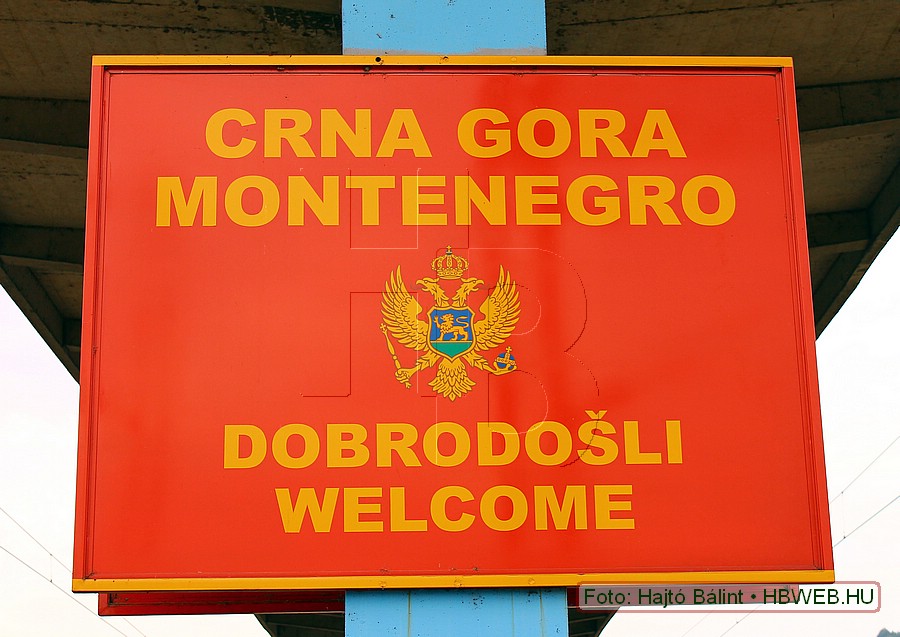 CRNA GORA
MONTENEGRO
DOBRODOŠLI
WELCOME
Foto: Hajtó Bálint • HBWEB.HU